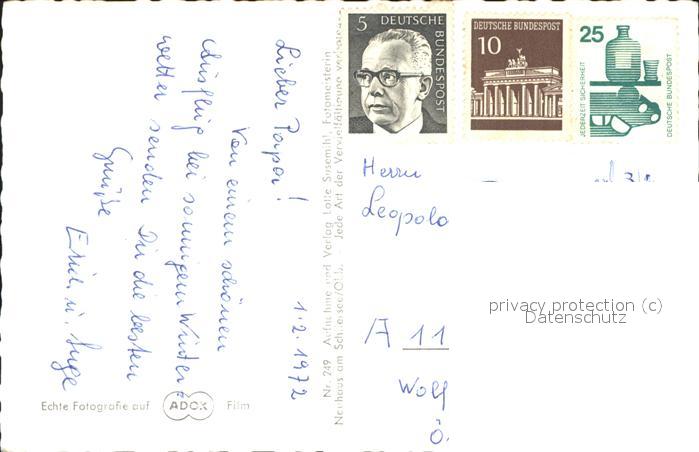 1.2.1972
Lieber Papa!
Von einem schönen
Ausflug bei sonnigem Winter-
wetter senden Dir die besten
Grüße
Erich u. Inge
Echte Fotografie auf ADOX Film
Nr. 249 Aufnahme und Verlag Lotte Susemihl, Fotomeisterin
Neuhaus am Schliersee/Obb. - Jede Art der Vervielfältigung verboten
5 DEUTSCHE BUNDESPOST
DEUTSCHE BUNDESPOST
10
25
JEDERZEIT SICHERHEIT
DEUTSCHE BUNDESPOST
Herrn
Leopold
A 11
Wolf
Ö.
privacy protection (c)
Datenschutz